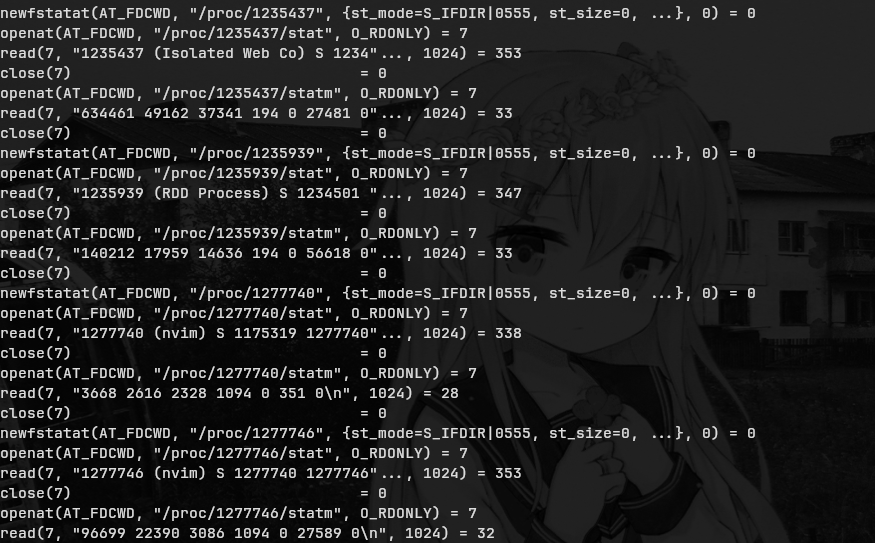 newfstatat(AT_FDCWD, "/proc/1235437", {st_mode=S_IFDIR|0555, st_size=0, ...}, 0) = 0
openat(AT_FDCWD, "/proc/1235437/stat", O_RDONLY) = 7
read(7, "1235437 (Isolated Web Co) S 1234"..., 1024) = 353
close(7)                                = 0
openat(AT_FDCWD, "/proc/1235437/statm", O_RDONLY) = 7
read(7, "634461 49162 37341 194 0 27481 0"..., 1024) = 33
close(7)                                = 0
newfstatat(AT_FDCWD, "/proc/1235939", {st_mode=S_IFDIR|0555, st_size=0, ...}, 0) = 0
openat(AT_FDCWD, "/proc/1235939/stat", O_RDONLY) = 7
read(7, "1235939 (RDD Process) S 1234501 "..., 1024) = 347
close(7)                                = 0
openat(AT_FDCWD, "/proc/1235939/statm", O_RDONLY) = 7
read(7, "140212 17959 14636 194 0 56618 0"..., 1024) = 33
close(7)                                = 0
newfstatat(AT_FDCWD, "/proc/1277740", {st_mode=S_IFDIR|0555, st_size=0, ...}, 0) = 0
openat(AT_FDCWD, "/proc/1277740/stat", O_RDONLY) = 7
read(7, "1277740 (nvim) S 1175319 1277740"..., 1024) = 338
close(7)                                = 0
openat(AT_FDCWD, "/proc/1277740/statm", O_RDONLY) = 7
read(7, "3668 2616 2328 1094 0 351 0\n", 1024) = 28
close(7)                                = 0
newfstatat(AT_FDCWD, "/proc/1277746", {st_mode=S_IFDIR|0555, st_size=0, ...}, 0) = 0
openat(AT_FDCWD, "/proc/1277746/stat", O_RDONLY) = 7
read(7, "1277746 (nvim) S 1277740 1277746"..., 1024) = 353
close(7)                                = 0
openat(AT_FDCWD, "/proc/1277746/statm", O_RDONLY) = 7
read(7, "96699 22390 3086 1094 0 27589 0\n", 1024) = 32